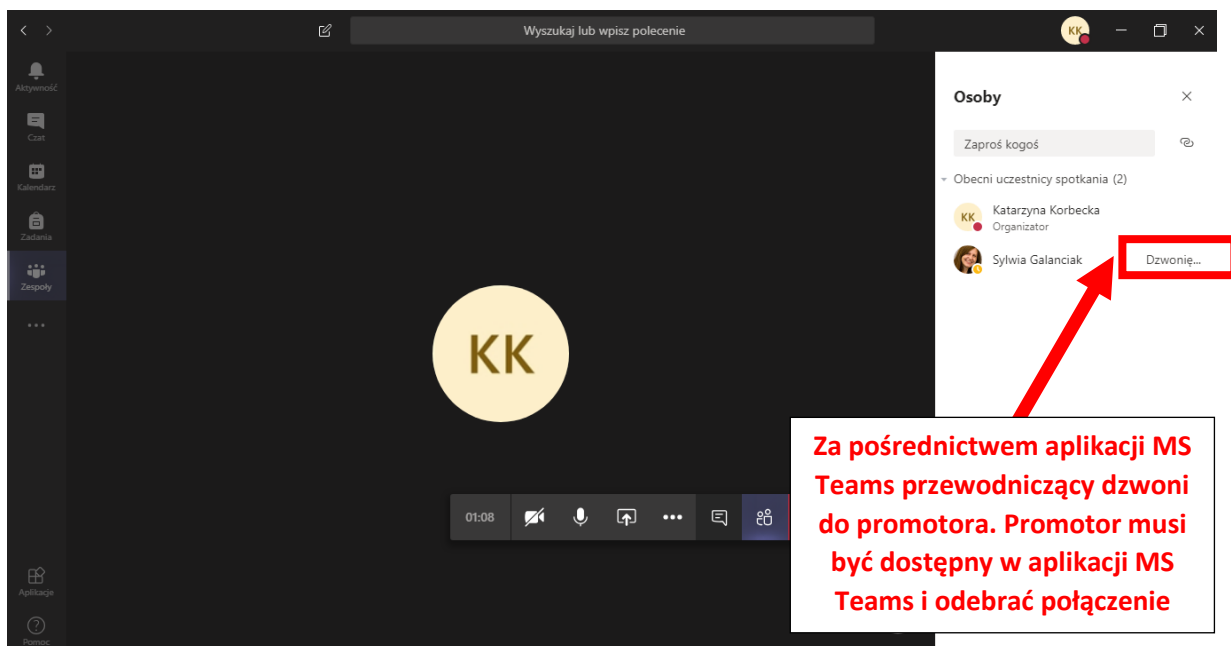 Wyszukaj lub wpisz polecenie
KK
Aktywność
Czat
Kalendarz
Zadania
Zespoły
Aplikacje
Pomoc
KK
01:08
Osoby
Zaproś kogoś
Obecni uczestnicy spotkania (2)
KK
Katarzyna Korbecka
Organizator
Sylwia Galanciak Dzwonię...
Za pośrednictwem aplikacji MS
Teams przewodniczący dzwoni
do promotora. Promotor musi
być dostępny w aplikacji MS
Teams i odebrać połączenie